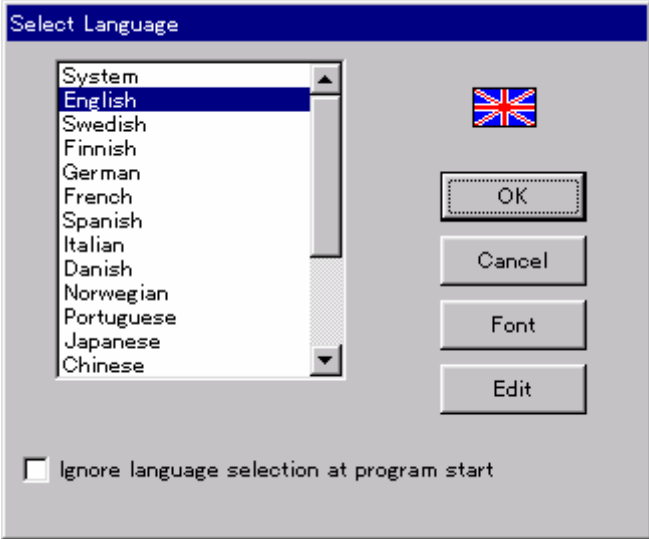 Select Language
System
English
Swedish
Finnish
German
French
Spanish
Italian
Danish
Norwegian
Portuguese
Japanese
Chinese
OK
Cancel
Font
Edit
Ignore language selection at program start